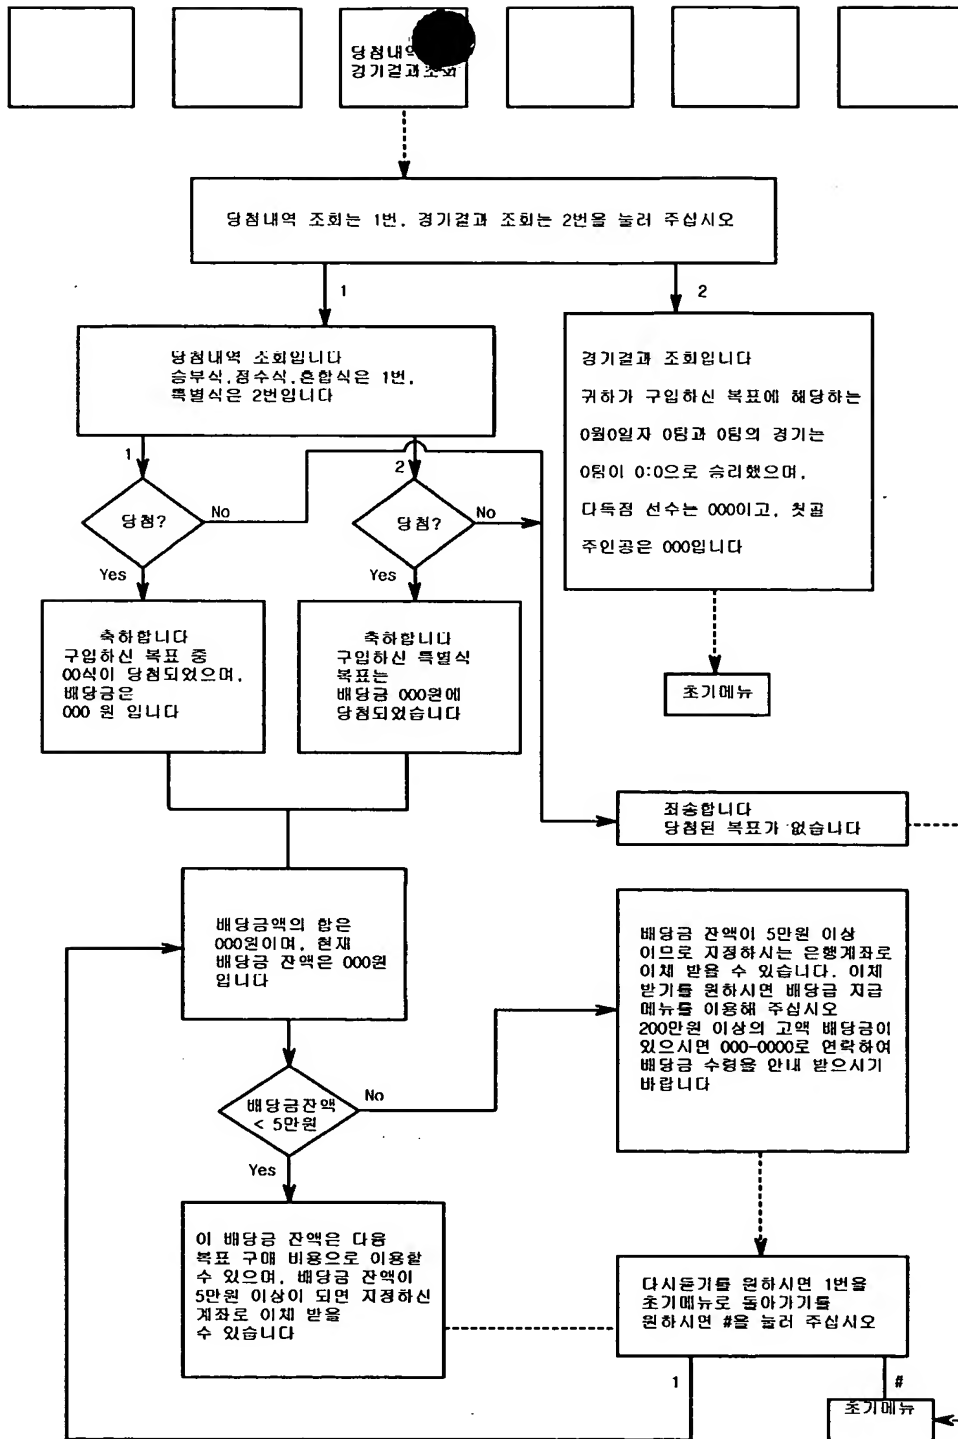 당첨내역
경기결과조회
당첨내역 조회는 1번, 경기결과 조회는 2번을 눌러 주십시오
1
2
당첨내역 조회입니다
승부식,점수식,혼합식은 1번,
특별식은 2번입니다
경기결과 조회입니다
귀하가 구입하신 복표에 해당하는
0월0일자 0팀과 0팀의 경기는
0팀이 0:0으로 승리했으며,
다득점 선수는 000이고, 첫골
주인공은 000입니다
1
2
당첨?
No
당첨?
No
Yes
Yes
축하합니다
구입하신 복표 중
00식이 당첨되었으며,
배당금은
000 원 입니다
축하합니다
구입하신 특별식
복표는
배당금 000원에
당첨되었습니다
초기메뉴
죄송합니다
당첨된 복표가 없습니다
배당금액의 합은
000원이며, 현재
배당금 잔액은 000원
입니다
배당금 잔액이 5만원 이상
이므로 지정하시는 은행계좌로
이체 받을 수 있습니다. 이체
받기를 원하시면 배당금 지급
메뉴를 이용해 주십시오
200만원 이상의 고액 배당금이
있으시면 000-0000로 연락하여
배당금 수령을 안내 받으시기
바랍니다
배당금잔액
< 5만원
No
Yes
이 배당금 잔액은 다음
복표 구매 비용으로 이용할
수 있으며, 배당금 잔액이
5만원 이상이 되면 지정하신
계좌로 이체 받을
수 있습니다
다시듣기를 원하시면 1번을
초기메뉴로 돌아가기를
원하시면 #을 눌러 주십시오
1
#
초기메뉴